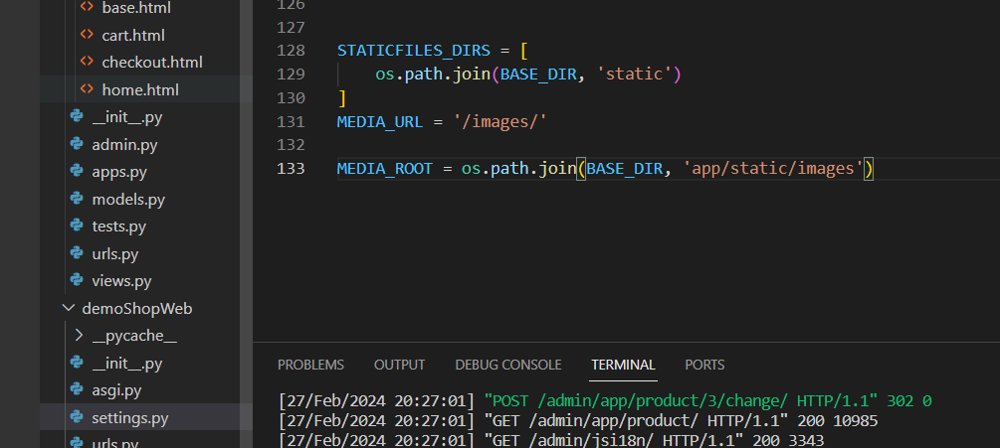 base.html
cart.html
checkout.html
home.html
__init__.py
admin.py
apps.py
models.py
tests.py
urls.py
views.py
demoShopWeb
__pycache__
__init__.py
asgi.py
settings.py
urls.py
126
127
128 STATICFILES_DIRS = [
129 os.path.join(BASE_DIR, 'static')
130 ]
131 MEDIA_URL = '/images/'
132
133 MEDIA_ROOT = os.path.join(BASE_DIR, 'app/static/images')
PROBLEMS OUTPUT DEBUG CONSOLE TERMINAL PORTS
[27/Feb/2024 20:27:01] "POST /admin/app/product/3/change/ HTTP/1.1" 302 0
[27/Feb/2024 20:27:01] "GET /admin/app/product/ HTTP/1.1" 200 10985
[27/Feb/2024 20:27:01] "GET /admin/jsi18n/ HTTP/1.1" 200 3343